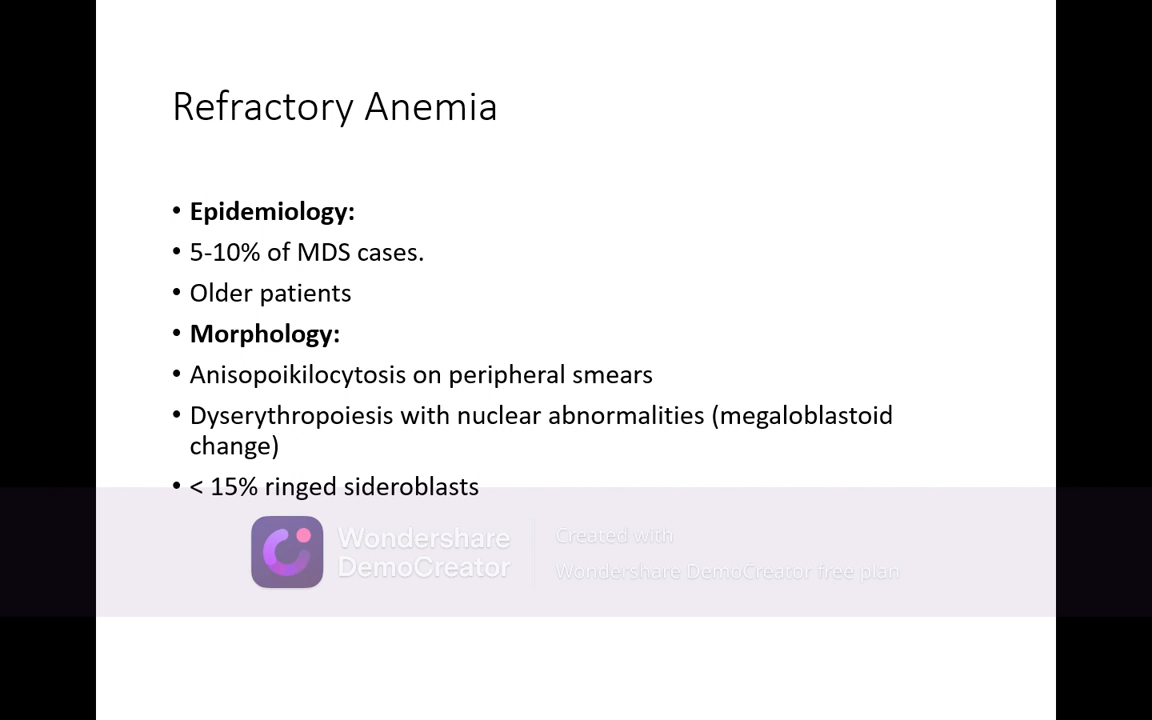 Refractory Anemia
• Epidemiology:
• 5-10% of MDS cases.
• Older patients
• Morphology:
• Anisopoikilocytosis on peripheral smears
• Dyserythropoiesis with nuclear abnormalities (megaloblastoid
change)
• < 15% ringed sideroblasts
Wondershare
DemoCreator
Created with
Wondershare DemoCreator free plan